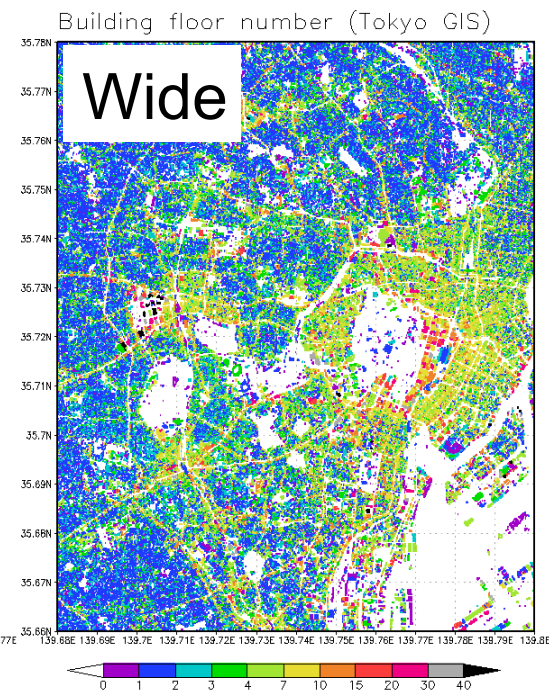 Building floor number (Tokyo GIS)
Wide
35.78N
35.77N
35.76N
35.75N
35.74N
35.73N
35.72N
35.71N
35.7N
35.69N
35.68N
35.67N
35.66N
77E 139.68E 139.69E 139.7E 139.71E 139.72E 139.73E 139.74E 139.75E 139.76E 139.77E 139.78E 139.79E 139.8E
0 1 2 3 4 7 10 15 20 30 40